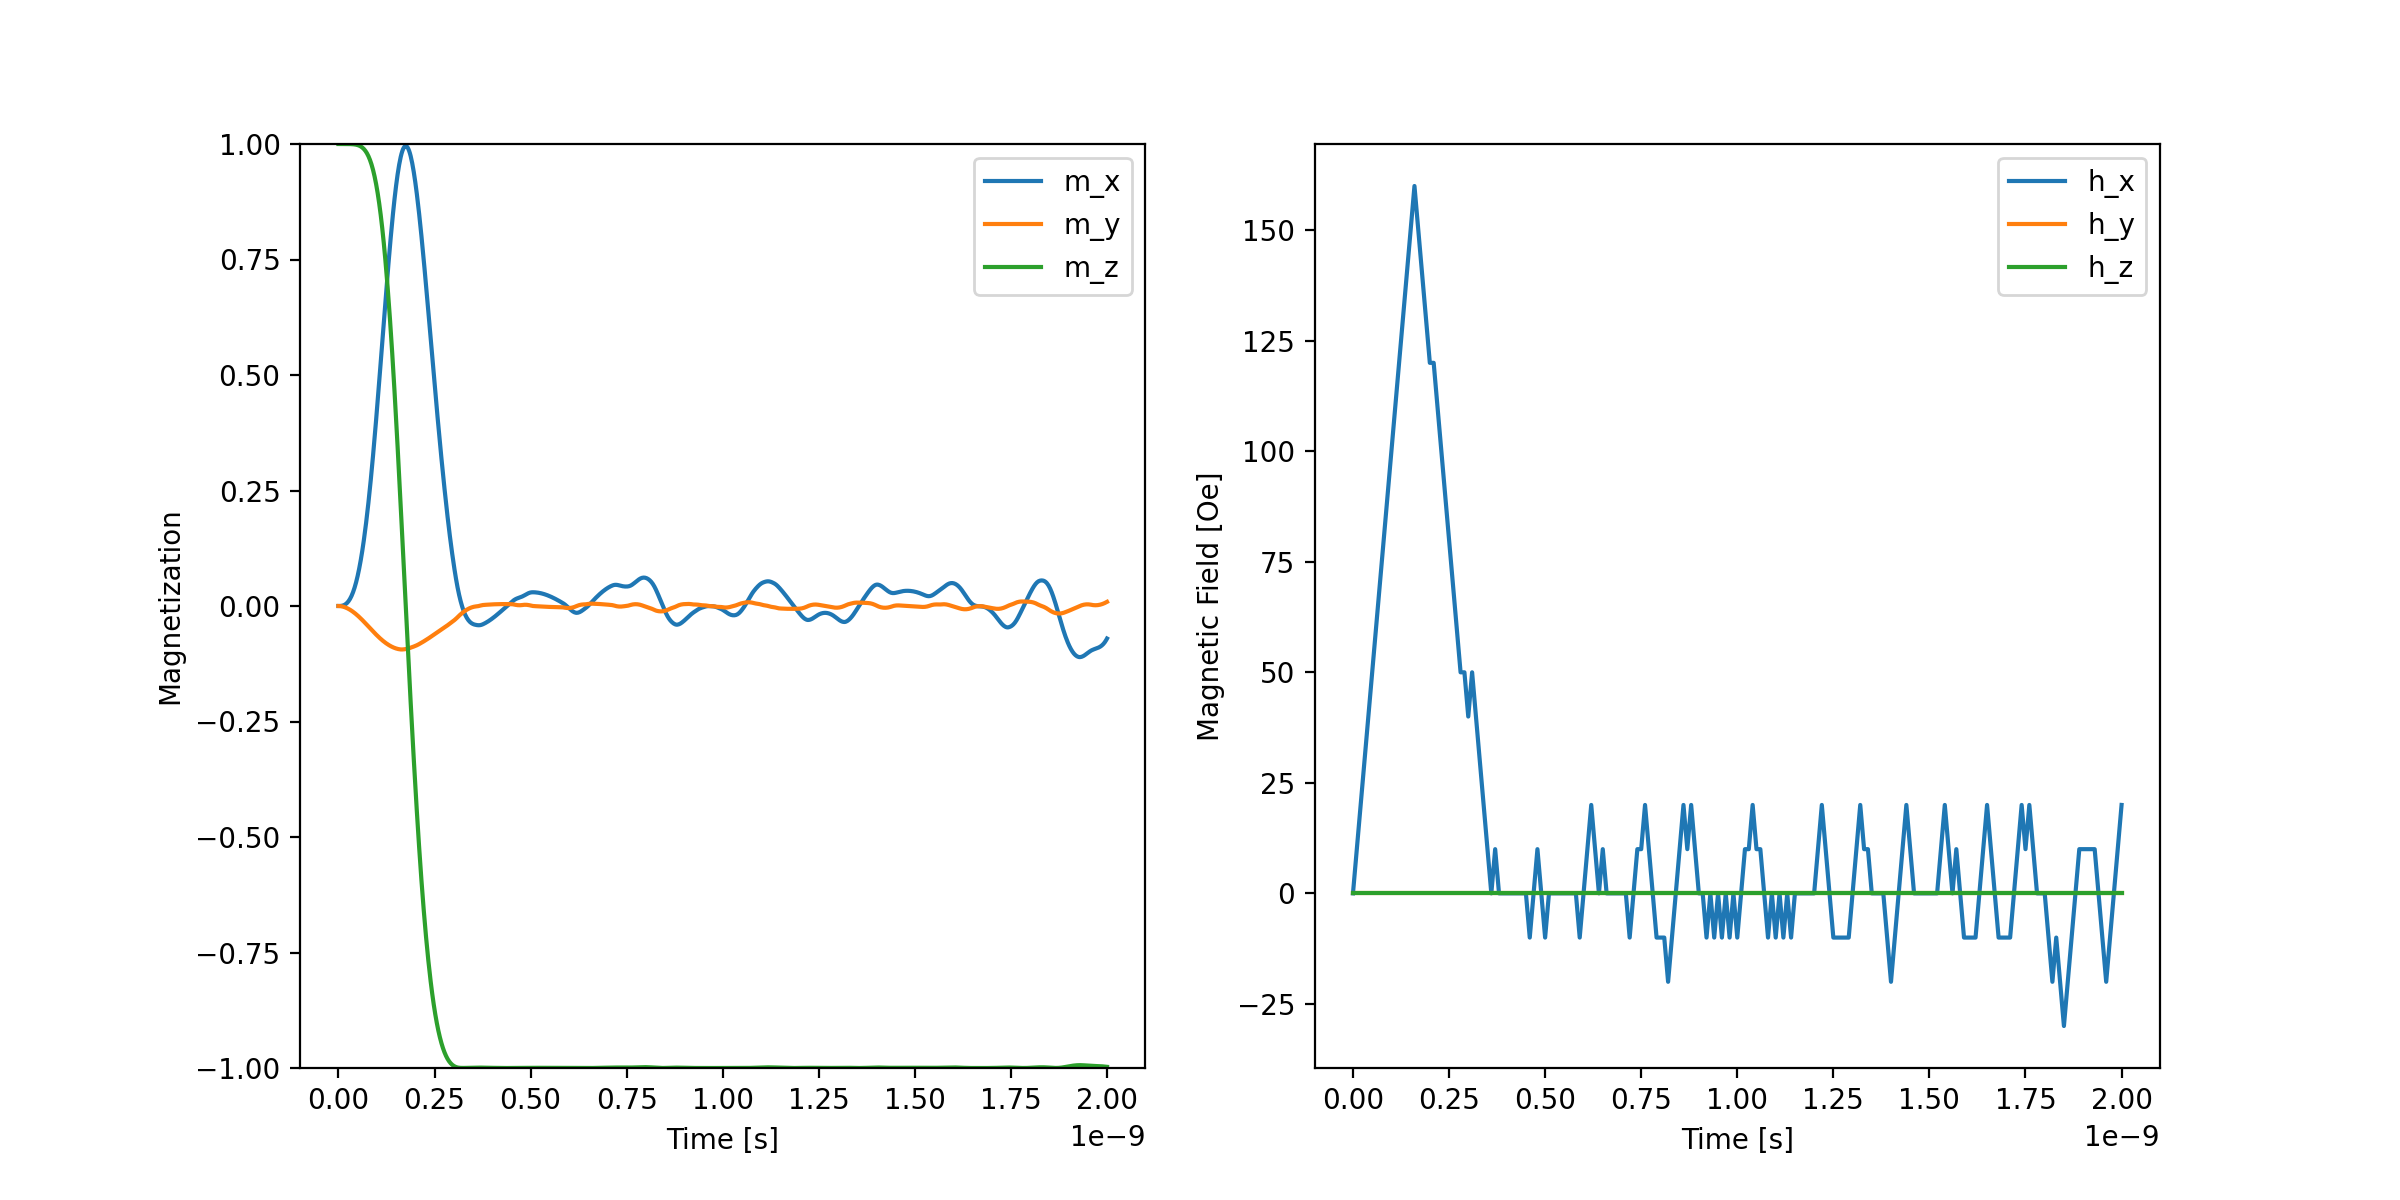 1.00
0.75
0.50
0.25
0.00
−0.25
−0.50
−0.75
−1.00
Magnetization
0.00 0.25 0.50 0.75 1.00 1.25 1.50 1.75 2.00
1e−9
Time [s]
m_x
m_y
m_z
150
125
100
75
50
25
0
−25
Magnetic Field [Oe]
0.00 0.25 0.50 0.75 1.00 1.25 1.50 1.75 2.00
1e−9
Time [s]
h_x
h_y
h_z